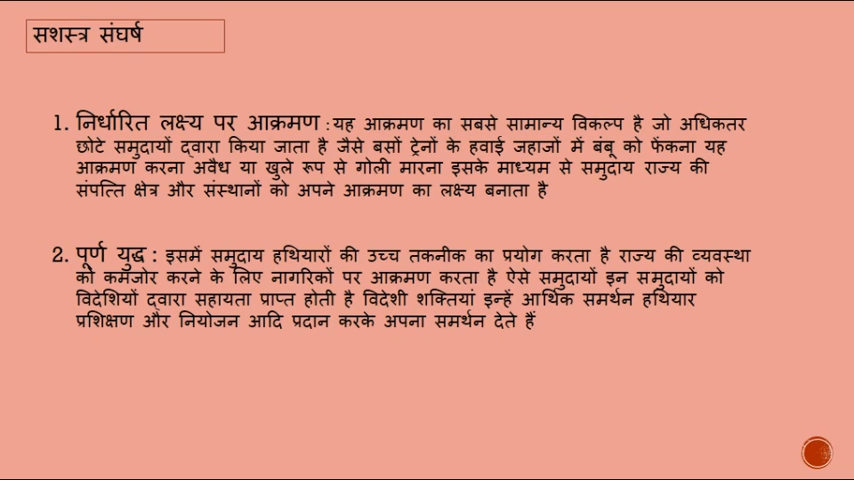 सशस्त्र संघर्ष
1. निर्धारित लक्ष्य पर आक्रमण : यह आक्रमण का सबसे सामान्य विकल्प है जो अधिकतर
छोटे समुदायों द्वारा किया जाता है जैसे बसों ट्रेनों के हवाई जहाजों में बंबू को फेंकना यह
आक्रमण करना अवैध या खुले रूप से गोली मारना इसके माध्यम से समुदाय राज्य की
संपत्ति क्षेत्र और संस्थानों को अपने आक्रमण का लक्ष्य बनाता है
2. पूर्ण युद्ध : इसमें समुदाय हथियारों की उच्च तकनीक का प्रयोग करता है राज्य की व्यवस्था
को कमजोर करने के लिए नागरिकों पर आक्रमण करता है ऐसे समुदायों इन समुदायों को
विदेशियों द्वारा सहायता प्राप्त होती है विदेशी शक्तियां इन्हें आर्थिक समर्थन हथियार
प्रशिक्षण और नियोजन आदि प्रदान करके अपना समर्थन देते हैं